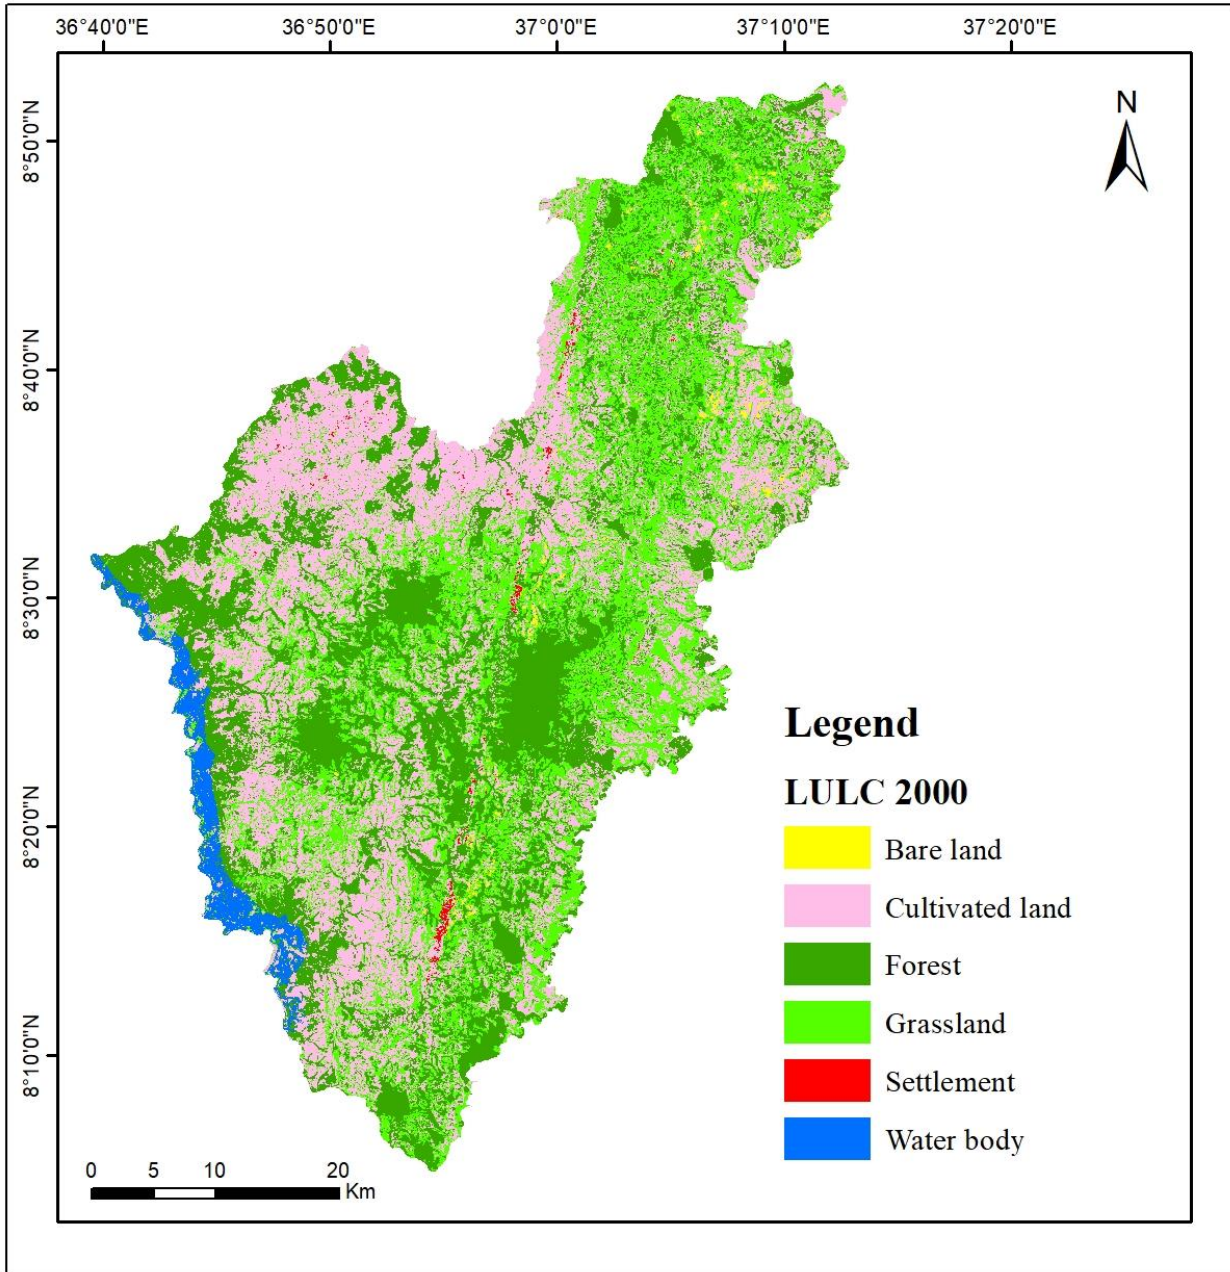 36°40'0"E 36°50'0"E 37°0'0"E 37°10'0"E 37°20'0"E
N
8°50'0"N
8°40'0"N
8°30'0"N
8°20'0"N
8°10'0"N
Legend
LULC 2000
Bare land
Cultivated land
Forest
Grassland
Settlement
Water body
0 5 10 20
Km